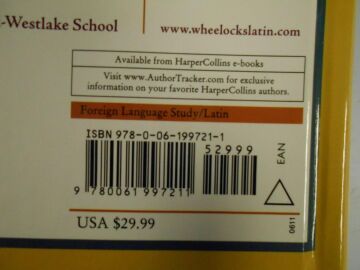 -Westlake School www.wheelockslatin.com
Available from HarperCollins e-books
Visit www.AuthorTracker.com for exclusive
information on your favorite HarperCollins authors.
Foreign Language Study/Latin
ISBN 978-0-06-199721-1
52999
EAN
9 780061 997211
USA $29.99
0611